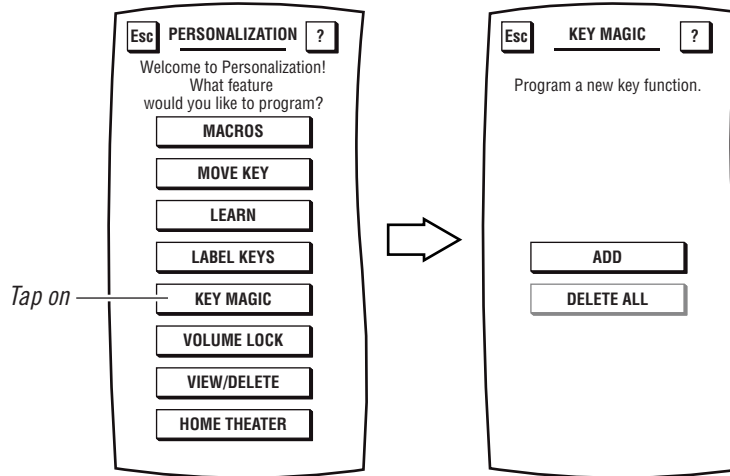 Esc PERSONALIZATION ?
Welcome to Personalization!
What feature
would you like to program?
MACROS
MOVE KEY
LEARN
LABEL KEYS
Tap on KEY MAGIC
VOLUME LOCK
VIEW/DELETE
HOME THEATER
Esc KEY MAGIC ?
Program a new key function.
ADD
DELETE ALL